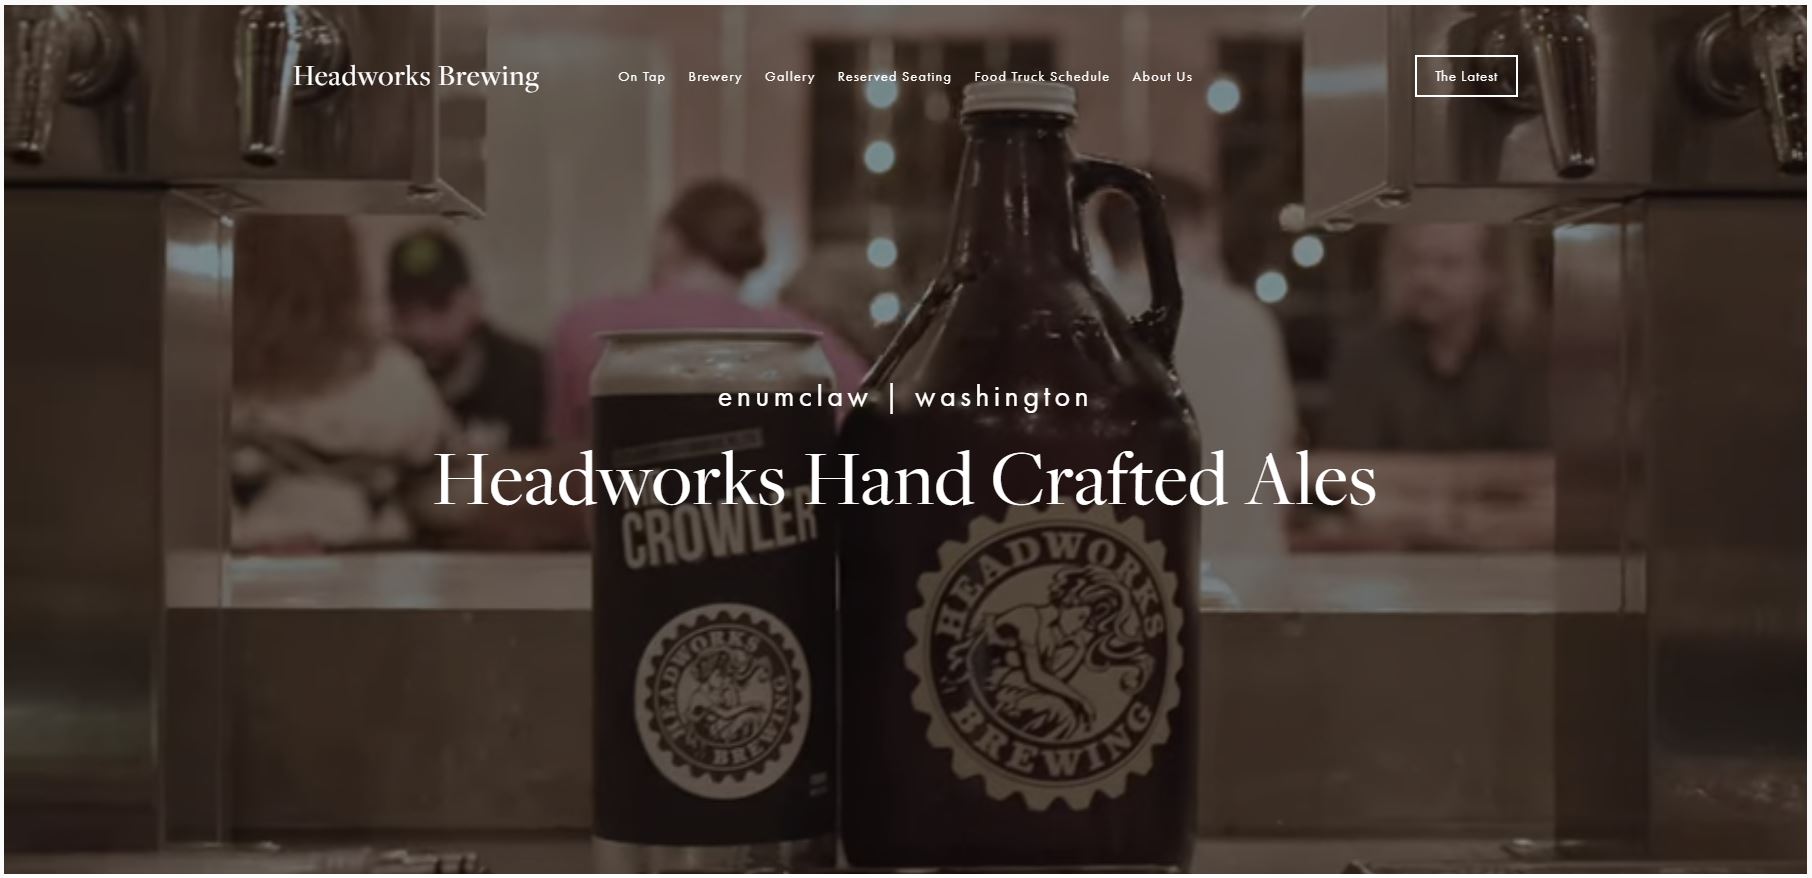 Headworks Brewing
On Tap
Brewery
Gallery
Reserved Seating
Food Truck Schedule
About Us
The Latest
enumclaw | washington
Headworks Hand Crafted Ales
CROWLER
HEADWORKS
BREWING
HEADWORKS
BREWING